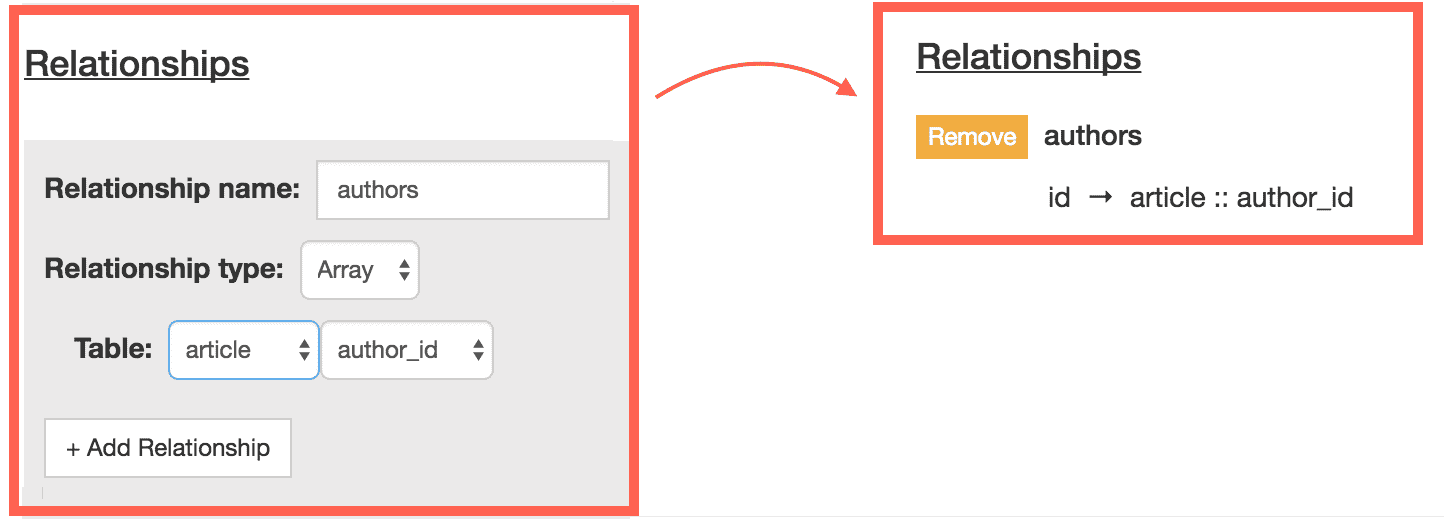 Relationships
Relationship name: authors
Relationship type: Array
Table: article author_id
+ Add Relationship
Relationships
Remove authors
id → article :: author_id